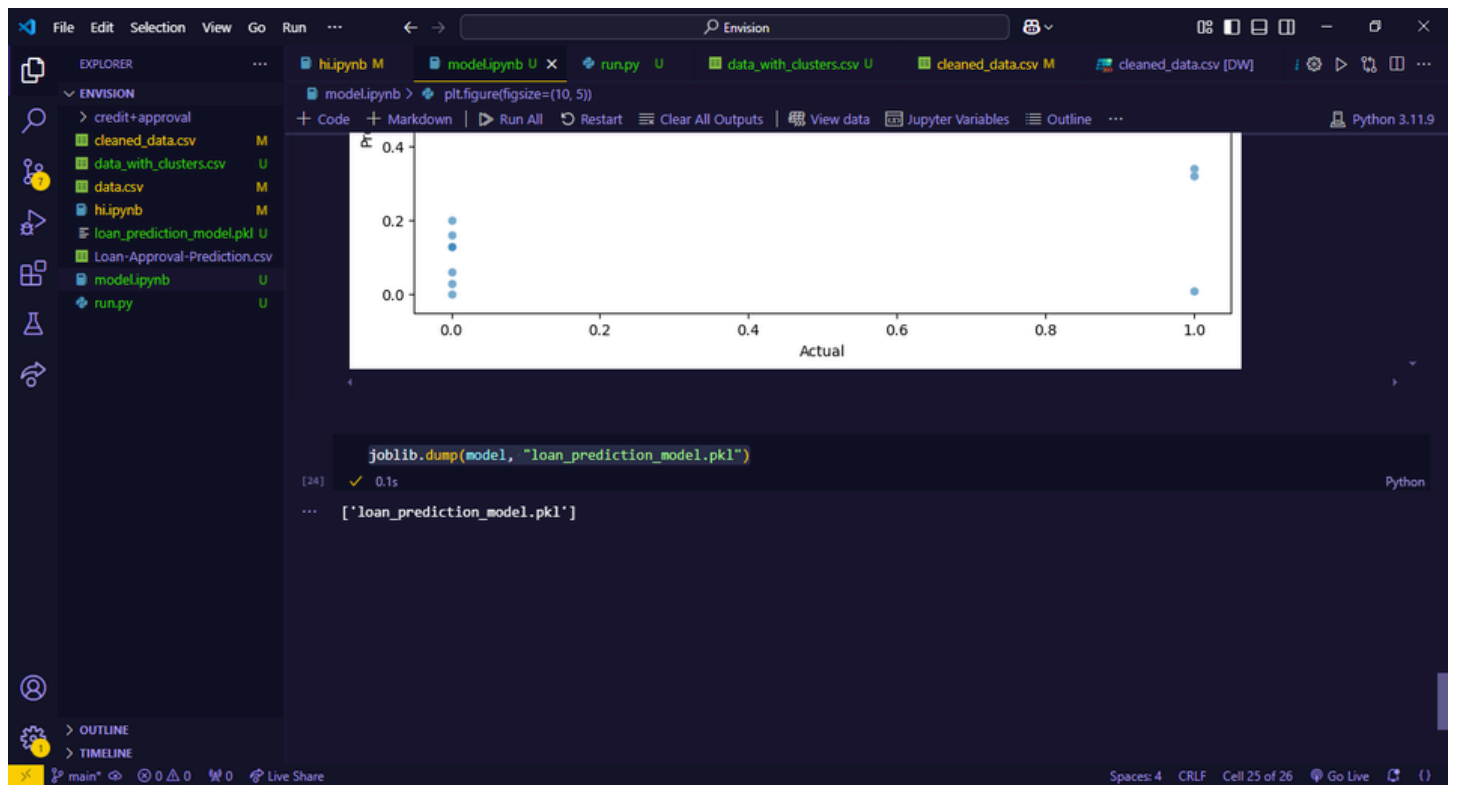 File Edit Selection View Go Run ··· Envision
EXPLORER ···
hi.ipynb M model.ipynb U run.py U data_with_clusters.csv U cleaned_data.csv M cleaned_data.csv [DW]
ENVISION
credit+approval
cleaned_data.csv M
data_with_clusters.csv U
data.csv M
hi.ipynb M
loan_prediction_model.pkl U
Loan-Approval-Prediction.csv
model.ipynb U
run.py U
7
model.ipynb > plt.figure(figsize=(10, 5))
+ Code + Markdown | Run All Restart Clear All Outputs | View data Jupyter Variables Outline ··· Python 3.11.9
0.4
0.2
0.0
0.0 0.2 0.4 0.6 0.8 1.0
Actual
joblib.dump(model, "loan_prediction_model.pkl")
[24] ✓ 0.1s Python
··· ['loan_prediction_model.pkl']
OUTLINE
1
TIMELINE
main* 0 0 0 Live Share Spaces: 4 CRLF Cell 25 of 26 Go Live {}